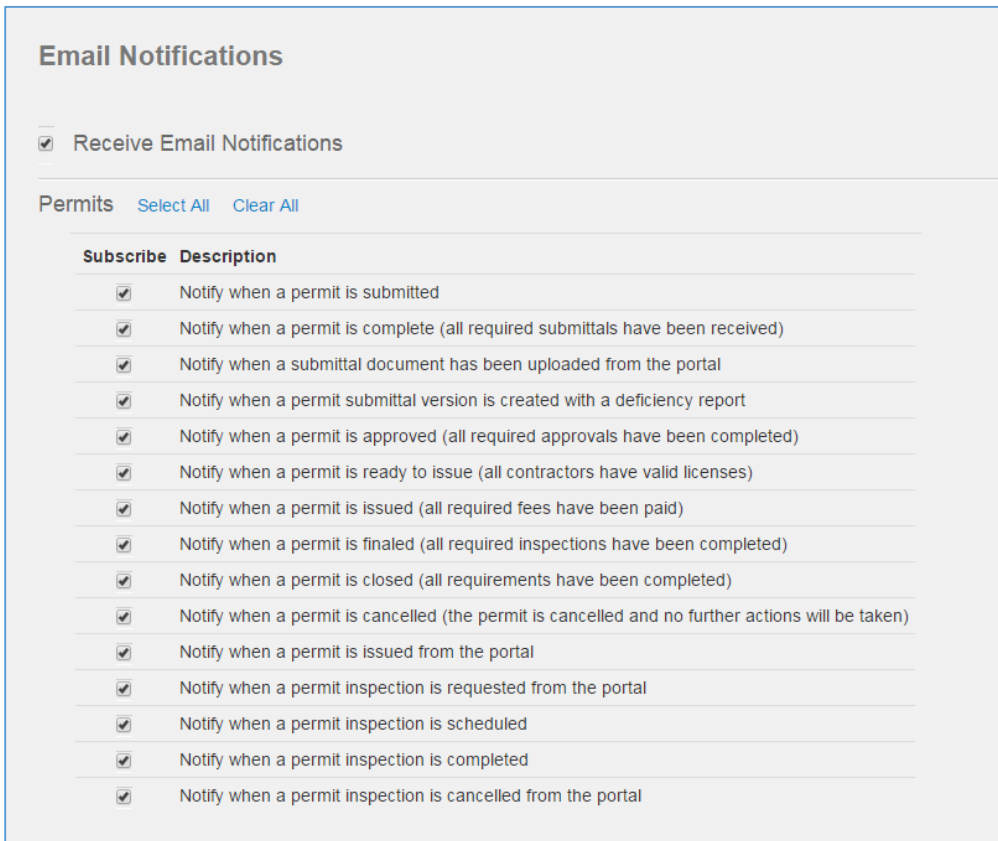 Email Notifications
Receive Email Notifications
Permits Select All Clear All
Subscribe Description
Notify when a permit is submitted
Notify when a permit is complete (all required submittals have been received)
Notify when a submittal document has been uploaded from the portal
Notify when a permit submittal version is created with a deficiency report
Notify when a permit is approved (all required approvals have been completed)
Notify when a permit is ready to issue (all contractors have valid licenses)
Notify when a permit is issued (all required fees have been paid)
Notify when a permit is finaled (all required inspections have been completed)
Notify when a permit is closed (all requirements have been completed)
Notify when a permit is cancelled (the permit is cancelled and no further actions will be taken)
Notify when a permit is issued from the portal
Notify when a permit inspection is requested from the portal
Notify when a permit inspection is scheduled
Notify when a permit inspection is completed
Notify when a permit inspection is cancelled from the portal